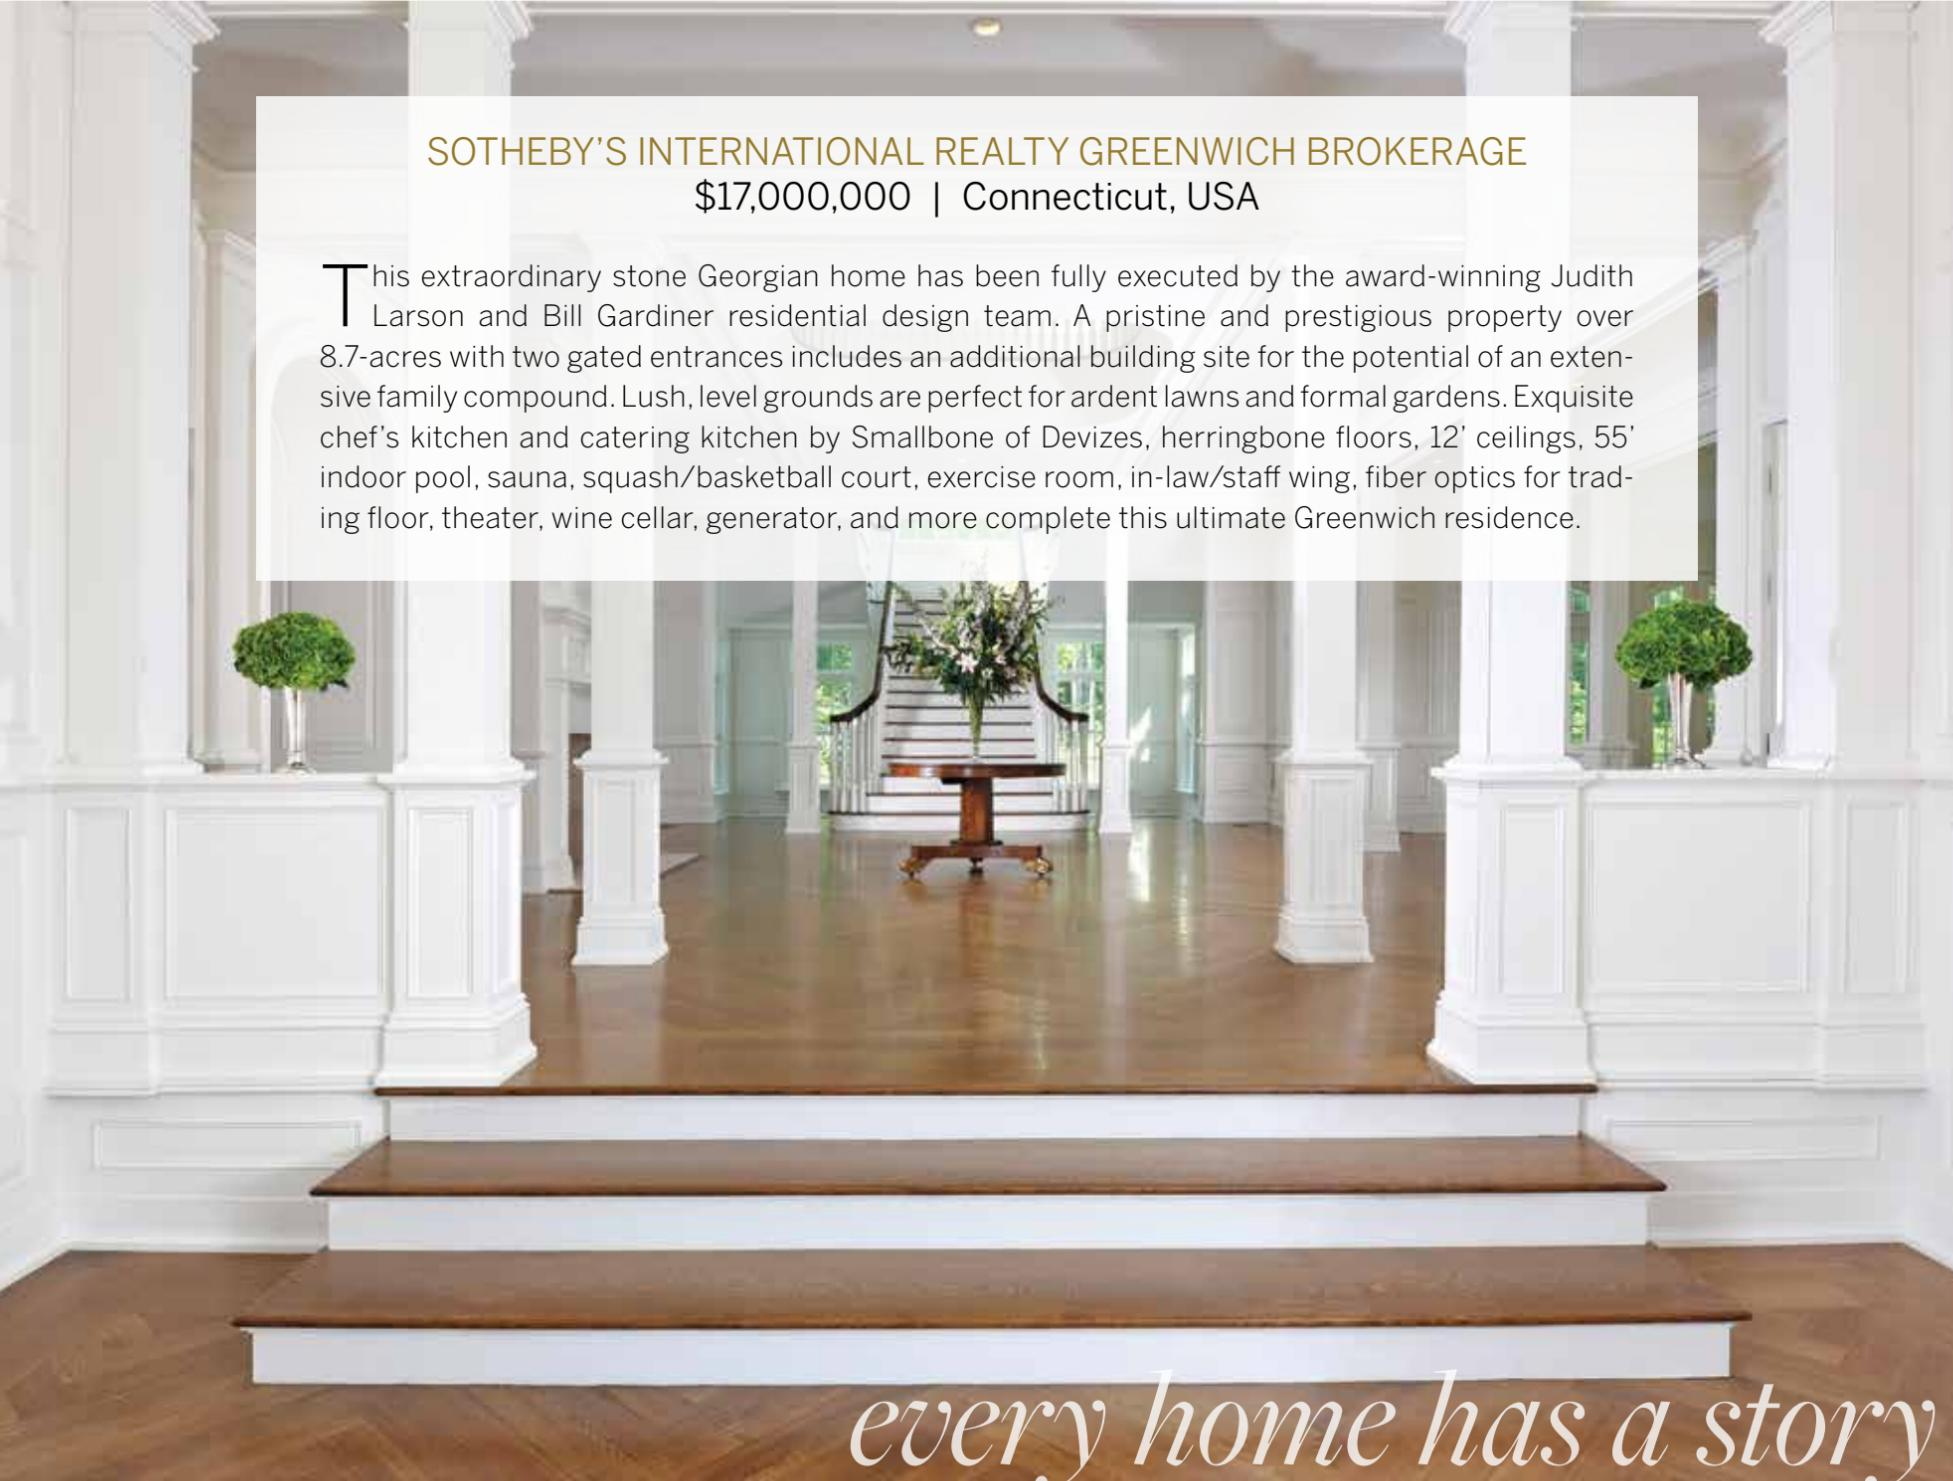 SOTHEBY'S INTERNATIONAL REALTY GREENWICH BROKERAGE
$17,000,000 | Connecticut, USA
This extraordinary stone Georgian home has been fully executed by the award-winning Judith
Larson and Bill Gardiner residential design team. A pristine and prestigious property over
8.7-acres with two gated entrances includes an additional building site for the potential of an exten-
sive family compound. Lush, level grounds are perfect for ardent lawns and formal gardens. Exquisite
chef's kitchen and catering kitchen by Smallbone of Devizes, herringbone floors, 12' ceilings, 55'
indoor pool, sauna, squash/basketball court, exercise room, in-law/staff wing, fiber optics for trad-
ing floor, theater, wine cellar, generator, and more complete this ultimate Greenwich residence.
every home has a story